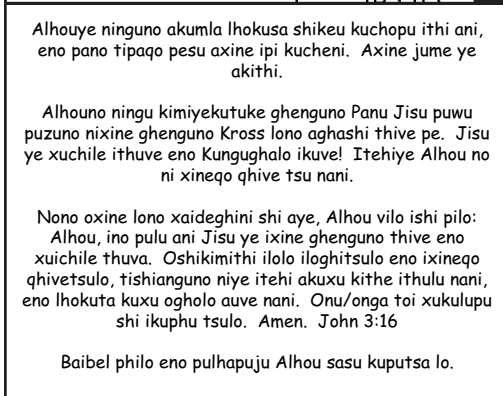 Alhouye ninguno akumla lhokusa shikeu kuchopu ithi ani,
eno pano tipaqo pesu axine ipi kucheni. Axine jume ye
akithi.
Alhouno ningu kimiyekutuke ghenguno Panu Jisu puwu
puzuno nixine ghenguno Kross lono aghashi thive pe. Jisu
ye xuchile ithuve eno Kungughalo ikuve! Itehiye Alhou no
ni xineqo qhive tsu nani.
Nono oxine lono xaideghini shi aye, Alhou vilo ishi pilo:
Alhou, ino pulu ani Jisu ye ixine ghenguno thive eno
xuichile thuva. Oshikimithi ilolo iloghitsulo eno ixineqo
qhivetsulo, tishianguno niye itehi akuxu kithe ithulu nani,
eno lhokuta kuxu ogholo auve nani. Onu/onga toi xukulupu
shi ikuphu tsulo. Amen. John 3:16
Baibel philo eno pulhapuju Alhou sasu kuputsa lo.